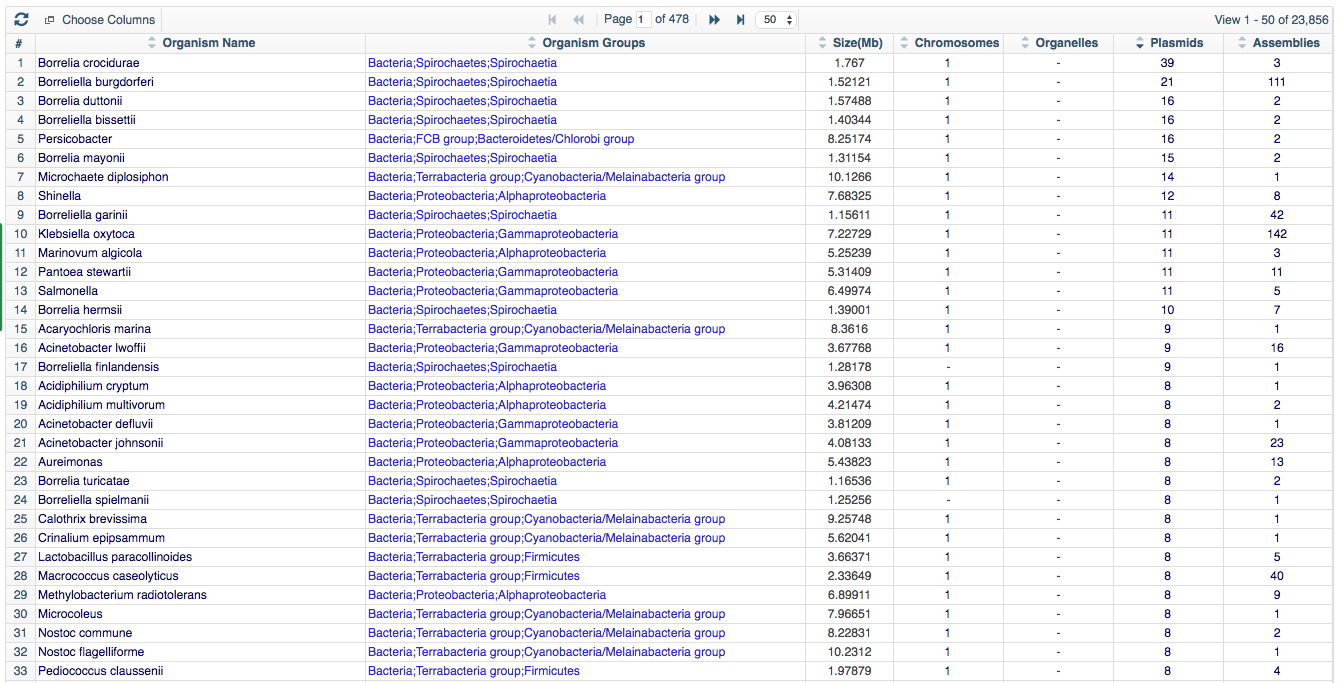 Choose Columns Page 1 of 478 50 View 1 - 50 of 23,856
# Organism Name Organism Groups Size(Mb) Chromosomes Organelles Plasmids Assemblies
1 Borrelia crocidurae Bacteria;Spirochaetes;Spirochaetia 1.767 1 - 39 3
2 Borreliella burgdorferi Bacteria;Spirochaetes;Spirochaetia 1.52121 1 - 21 111
3 Borrelia duttonii Bacteria;Spirochaetes;Spirochaetia 1.57488 1 - 16 2
4 Borreliella bissettii Bacteria;Spirochaetes;Spirochaetia 1.40344 1 - 16 2
5 Persicobacter Bacteria;FCB group;Bacteroidetes/Chlorobi group 8.25174 1 - 16 2
6 Borrelia mayonii Bacteria;Spirochaetes;Spirochaetia 1.31154 1 - 15 2
7 Microchaete diplosiphon Bacteria;Terrabacteria group;Cyanobacteria/Melainabacteria group 10.1266 1 - 14 1
8 Shinella Bacteria;Proteobacteria;Alphaproteobacteria 7.68325 1 - 12 8
9 Borreliella garinii Bacteria;Spirochaetes;Spirochaetia 1.15611 1 - 11 42
10 Klebsiella oxytoca Bacteria;Proteobacteria;Gammaproteobacteria 7.22729 1 - 11 142
11 Marinovum algicola Bacteria;Proteobacteria;Alphaproteobacteria 5.25239 1 - 11 3
12 Pantoea stewartii Bacteria;Proteobacteria;Gammaproteobacteria 5.31409 1 - 11 11
13 Salmonella Bacteria;Proteobacteria;Gammaproteobacteria 6.49974 1 - 11 5
14 Borrelia hermsii Bacteria;Spirochaetes;Spirochaetia 1.39001 1 - 10 7
15 Acaryochloris marina Bacteria;Terrabacteria group;Cyanobacteria/Melainabacteria group 8.3616 1 - 9 1
16 Acinetobacter lwoffii Bacteria;Proteobacteria;Gammaproteobacteria 3.67768 1 - 9 16
17 Borreliella finlandensis Bacteria;Spirochaetes;Spirochaetia 1.28178 - - 9 1
18 Acidiphilium cryptum Bacteria;Proteobacteria;Alphaproteobacteria 3.96308 1 - 8 1
19 Acidiphilium multivorum Bacteria;Proteobacteria;Alphaproteobacteria 4.21474 1 - 8 2
20 Acinetobacter defluvii Bacteria;Proteobacteria;Gammaproteobacteria 3.81209 1 - 8 1
21 Acinetobacter johnsonii Bacteria;Proteobacteria;Gammaproteobacteria 4.08133 1 - 8 23
22 Aureimonas Bacteria;Proteobacteria;Alphaproteobacteria 5.43823 1 - 8 13
23 Borrelia turicatae Bacteria;Spirochaetes;Spirochaetia 1.16536 1 - 8 2
24 Borreliella spielmanii Bacteria;Spirochaetes;Spirochaetia 1.25256 - - 8 1
25 Calothrix brevissima Bacteria;Terrabacteria group;Cyanobacteria/Melainabacteria group 9.25748 1 - 8 1
26 Crinalium epipsammum Bacteria;Terrabacteria group;Cyanobacteria/Melainabacteria group 5.62041 1 - 8 1
27 Lactobacillus paracollinoides Bacteria;Terrabacteria group;Firmicutes 3.66371 1 - 8 5
28 Macrococcus caseolyticus Bacteria;Terrabacteria group;Firmicutes 2.33649 1 - 8 40
29 Methylobacterium radiotolerans Bacteria;Proteobacteria;Alphaproteobacteria 6.89911 1 - 8 9
30 Microcoleus Bacteria;Terrabacteria group;Cyanobacteria/Melainabacteria group 7.96651 1 - 8 1
31 Nostoc commune Bacteria;Terrabacteria group;Cyanobacteria/Melainabacteria group 8.22831 1 - 8 2
32 Nostoc flagelliforme Bacteria;Terrabacteria group;Cyanobacteria/Melainabacteria group 10.2312 1 - 8 1
33 Pediococcus claussenii Bacteria;Terrabacteria group;Firmicutes 1.97879 1 - 8 4